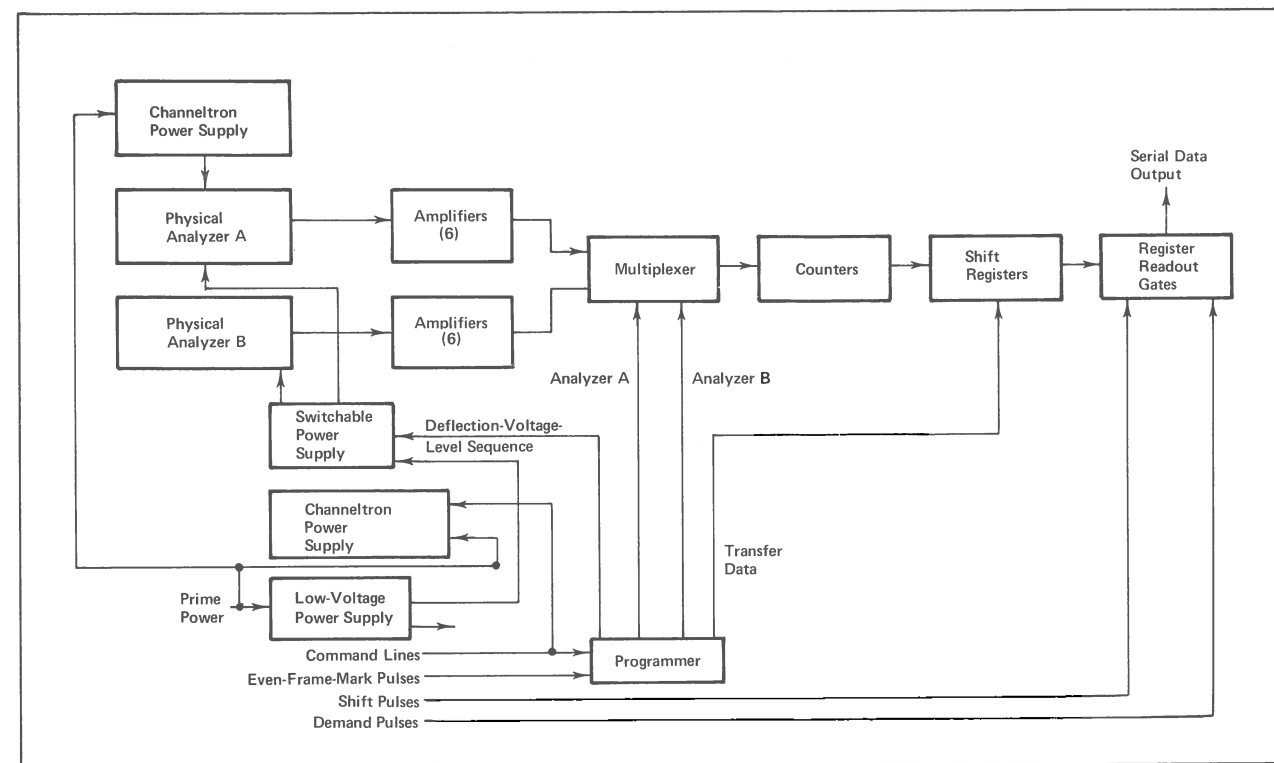 Channeltron
Power Supply
Serial Data
Output
Physical
Analyzer A
Amplifiers
(6)
Multiplexer
Counters
Shift
Registers
Register
Readout
Gates
Physical
Analyzer B
Amplifiers
(6)
Analyzer A
Analyzer B
Switchable
Power
Supply
Deflection-Voltage-
Level Sequence
Channeltron
Power
Supply
Transfer
Data
Prime
Power
Low-Voltage
Power Supply
Command Lines
Programmer
Even-Frame-Mark Pulses
Shift Pulses
Demand Pulses